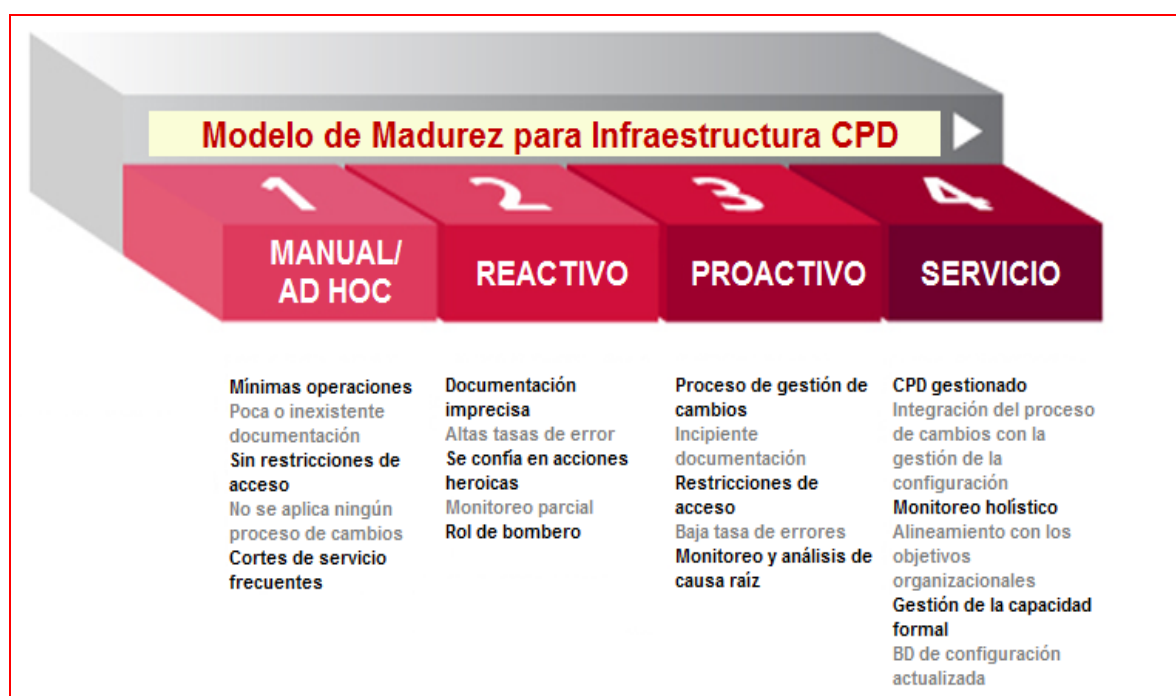 Modelo de Madurez para Infraestructura CPD
1
2
3
4
MANUAL/
AD HOC
REACTIVO
PROACTIVO
SERVICIO
Mínimas operaciones
Poca o inexistente
documentación
Sin restricciones de
acceso
No se aplica ningún
proceso de cambios
Cortes de servicio
frecuentes
Documentación
imprecisa
Altas tasas de error
Se confía en acciones
heroicas
Monitoreo parcial
Rol de bombero
Proceso de gestión de
cambios
Incipiente
documentación
Restricciones de
acceso
Baja tasa de errores
Monitoreo y análisis de
causa raíz
CPD gestionado
Integración del proceso
de cambios con la
gestión de la
configuración
Monitoreo holístico
Alineamiento con los
objetivos
organizacionales
Gestión de la capacidad
formal
BD de configuración
actualizada